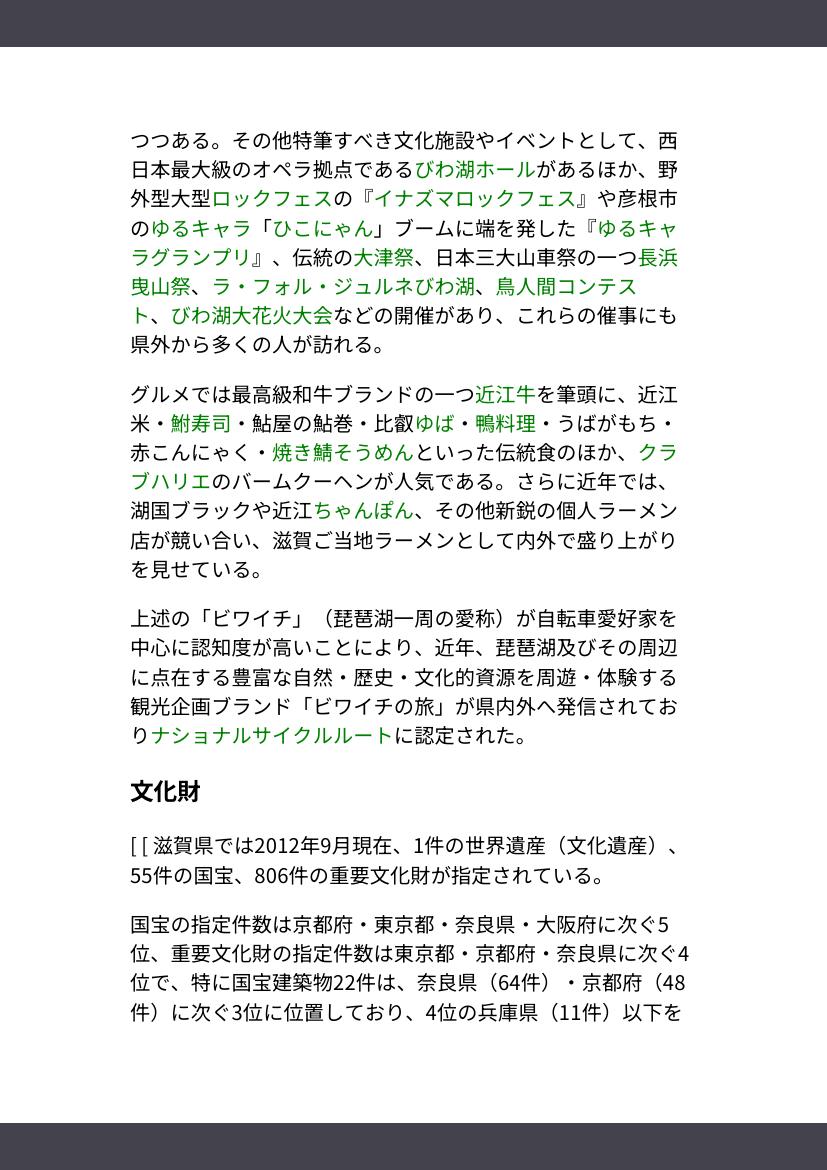 つつある。その他特筆すべき文化施設やイベントとして、西
日本最大級のオペラ拠点であるびわ湖ホールがあるほか、野
外型大型ロックフェスの『イナズマロックフェス』や彦根市
のゆるキャラ「ひこにゃん」ブームに端を発した『ゆるキャ
ラグランプリ』、伝統の大津祭、日本三大山車祭の一つ長浜
曳山祭、ラ・フォル・ジュルネびわ湖、鳥人間コンテス
ト、びわ湖大花火大会などの開催があり、これらの催事にも
県外から多くの人が訪れる。
グルメでは最高級和牛ブランドの一つ近江牛を筆頭に、近江
米・鮒寿司・鮎屋の鮎巻・比叡ゆば・鴨料理・うばがもち・
赤こんにゃく・焼き鯖そうめんといった伝統食のほか、クラ
ブハリエのバームクーヘンが人気である。さらに近年では、
湖国ブラックや近江ちゃんぽん、その他新鋭の個人ラーメン
店が競い合い、滋賀ご当地ラーメンとして内外で盛り上がり
を見せている。
上述の「ビワイチ」（琵琶湖一周の愛称）が自転車愛好家を
中心に認知度が高いことにより、近年、琵琶湖及びその周辺
に点在する豊富な自然・歴史・文化的資源を周遊・体験する
観光企画ブランド「ビワイチの旅」が県内外へ発信されてお
りナショナルサイクルルートに認定された。
文化財
[ [ 滋賀県では2012年9月現在、1件の世界遺産（文化遺産）、
55件の国宝、806件の重要文化財が指定されている。
国宝の指定件数は京都府・東京都・奈良県・大阪府に次ぐ5
位、重要文化財の指定件数は東京都・京都府・奈良県に次ぐ4
位で、特に国宝建築物22件は、奈良県（64件）・京都府（48
件）に次ぐ3位に位置しており、4位の兵庫県（11件）以下を